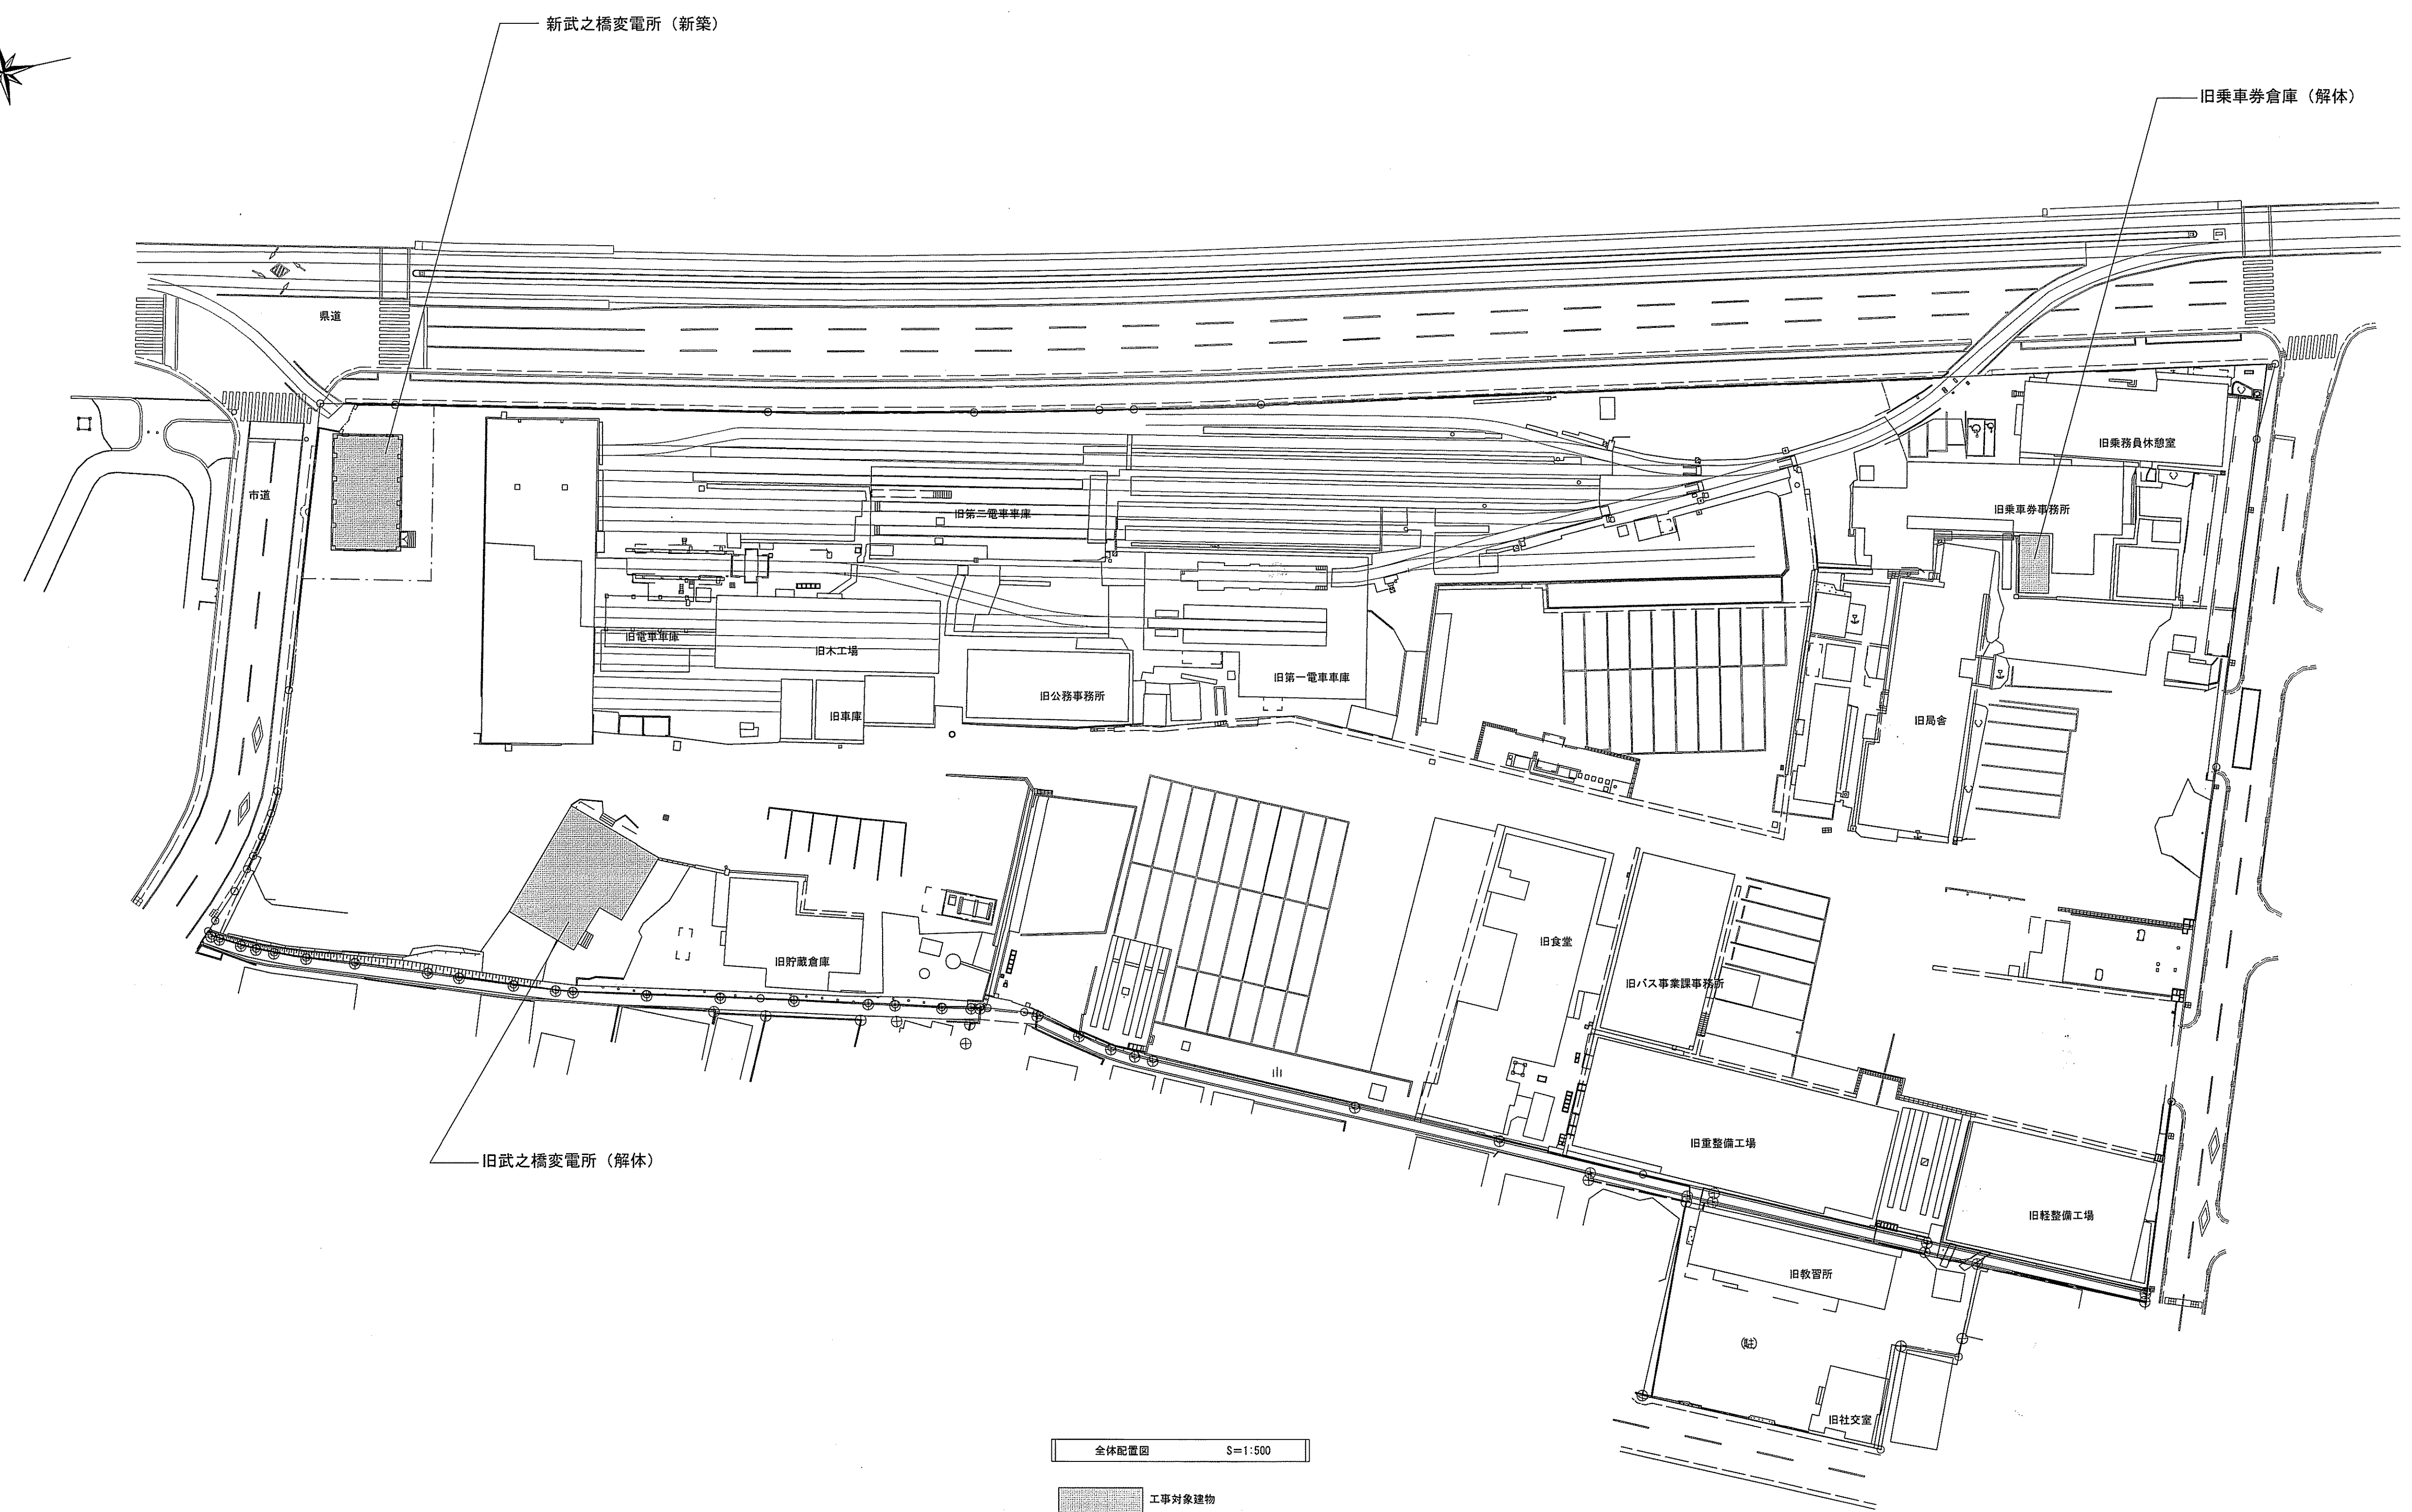 新武之橋変電所（新築）
旧乗車券倉庫（解体）
県道
旧乗務員休憩室
市道
旧第二電車車庫
旧乗車券事務所
旧電車車庫
旧木工場
旧第一電車車庫
旧公務事務所
旧車庫
旧局舎
旧食堂
旧貯蔵倉庫
旧バス事業課事務所
旧武之橋変電所（解体）
旧重整備工場
旧軽整備工場
旧教習所
(駐)
旧社交室
全体配置図 S=1:500
工事対象建物